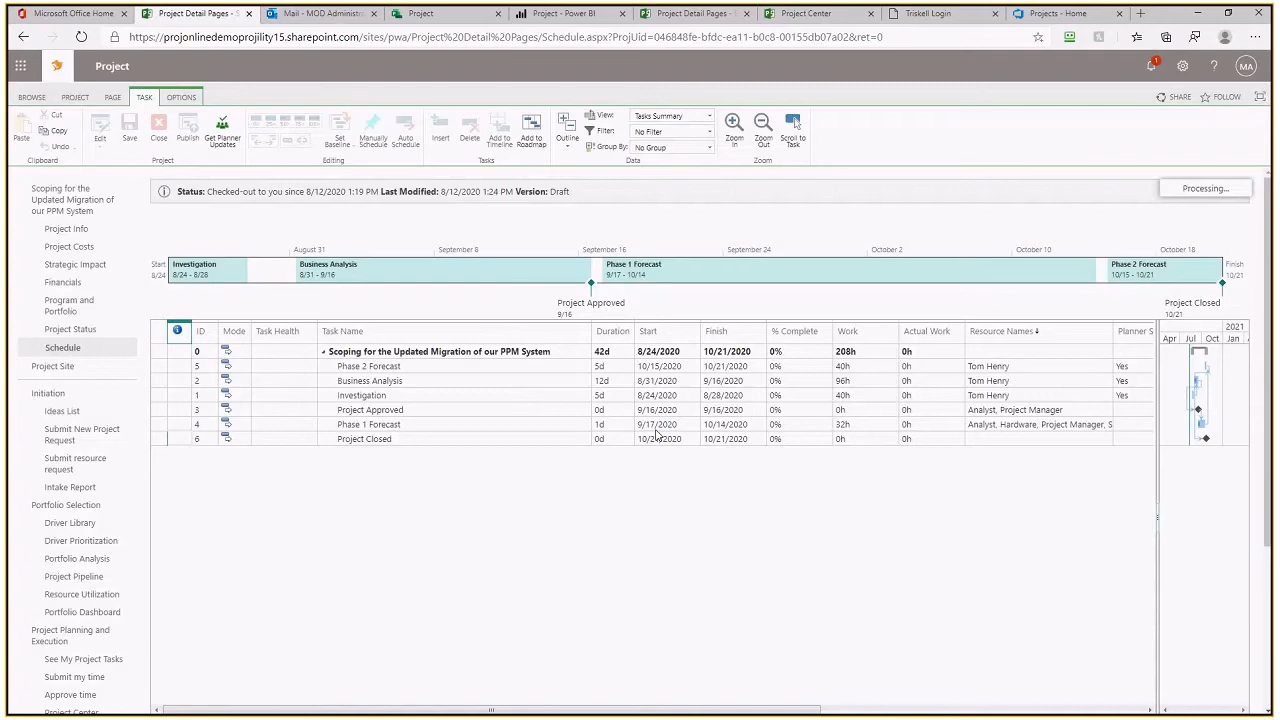 Microsoft Office Home
Project Detail Pages - S
Mail - MOD Administra
Project
Project - Power BI
Project Detail Pages - S
Project Center
Triskell Login
Projects - Home
https://projonlinedemoprojility15.sharepoint.com/sites/pwa/Project%20Detail%20Pages/Schedule.aspx?ProjUid=046848fe-bfdc-ea11-b0c8-00155db07a02&ret=0
Project
1
?
MA
BROWSE PROJECT PAGE TASK OPTIONS
SHARE FOLLOW
Paste
Cut
Copy
Undo
Clipboard
Edit
Save
Close
Publish
Get Planner Updates
Project
Set Baseline
Manually Schedule
Auto Schedule
Editing
Insert
Delete
Add to Timeline
Add to Roadmap
Tasks
Outline
View: Tasks Summary
Filter: No Filter
Group By: No Group
Data
Zoom In
Zoom Out
Scroll to Task
Zoom
Scoping for the
Updated Migration of
our PPM System
Project Info
Project Costs
Strategic Impact
Financials
Program and
Portfolio
Project Status
Schedule
Project Site
Initiation
Ideas List
Submit New Project
Request
Submit resource
request
Intake Report
Portfolio Selection
Driver Library
Driver Prioritization
Portfolio Analysis
Project Pipeline
Resource Utilization
Portfolio Dashboard
Project Planning and
Execution
See My Project Tasks
Submit my time
Approve time
Project Center
Status: Checked-out to you since 8/12/2020 1:19 PM Last Modified: 8/12/2020 1:24 PM Version: Draft
Processing...
August 31 September 8 September 16 September 24 October 2 October 10 October 18
Start
8/24
Investigation
8/24 - 8/28
Business Analysis
8/31 - 9/16
Phase 1 Forecast
9/17 - 10/14
Phase 2 Forecast
10/15 - 10/21
Finish
10/21
Project Approved
9/16
Project Closed
10/21
ID Mode Task Health Task Name Duration Start Finish % Complete Work Actual Work Resource Names Planner S
2021
Apr Jul Oct Jan
0 Scoping for the Updated Migration of our PPM System 42d 8/24/2020 10/21/2020 0% 208h 0h
5 Phase 2 Forecast 5d 10/15/2020 10/21/2020 0% 40h 0h Tom Henry Yes
2 Business Analysis 12d 8/31/2020 9/16/2020 0% 96h 0h Tom Henry Yes
1 Investigation 5d 8/24/2020 8/28/2020 0% 40h 0h Tom Henry Yes
3 Project Approved 0d 9/16/2020 9/16/2020 0% 0h 0h Analyst, Project Manager
4 Phase 1 Forecast 1d 9/17/2020 10/14/2020 0% 32h 0h Analyst, Hardware, Project Manager, S
6 Project Closed 0d 10/21/2020 10/21/2020 0% 0h 0h